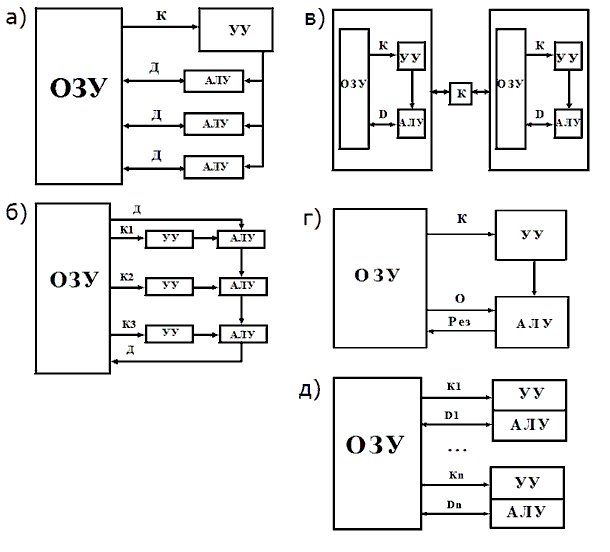 а)
К
УУ
ОЗУ
Д
АЛУ
Д
АЛУ
Д
АЛУ
б)
Д
К1
УУ
АЛУ
ОЗУ
К2
УУ
АЛУ
К3
УУ
АЛУ
Д
в)
К
УУ
ОЗУ
D
АЛУ
К
К
УУ
ОЗУ
D
АЛУ
г)
К
УУ
ОЗУ
О
Рез
АЛУ
д)
К1
УУ
D1
АЛУ
ОЗУ
...
Кn
УУ
Dn
АЛУ